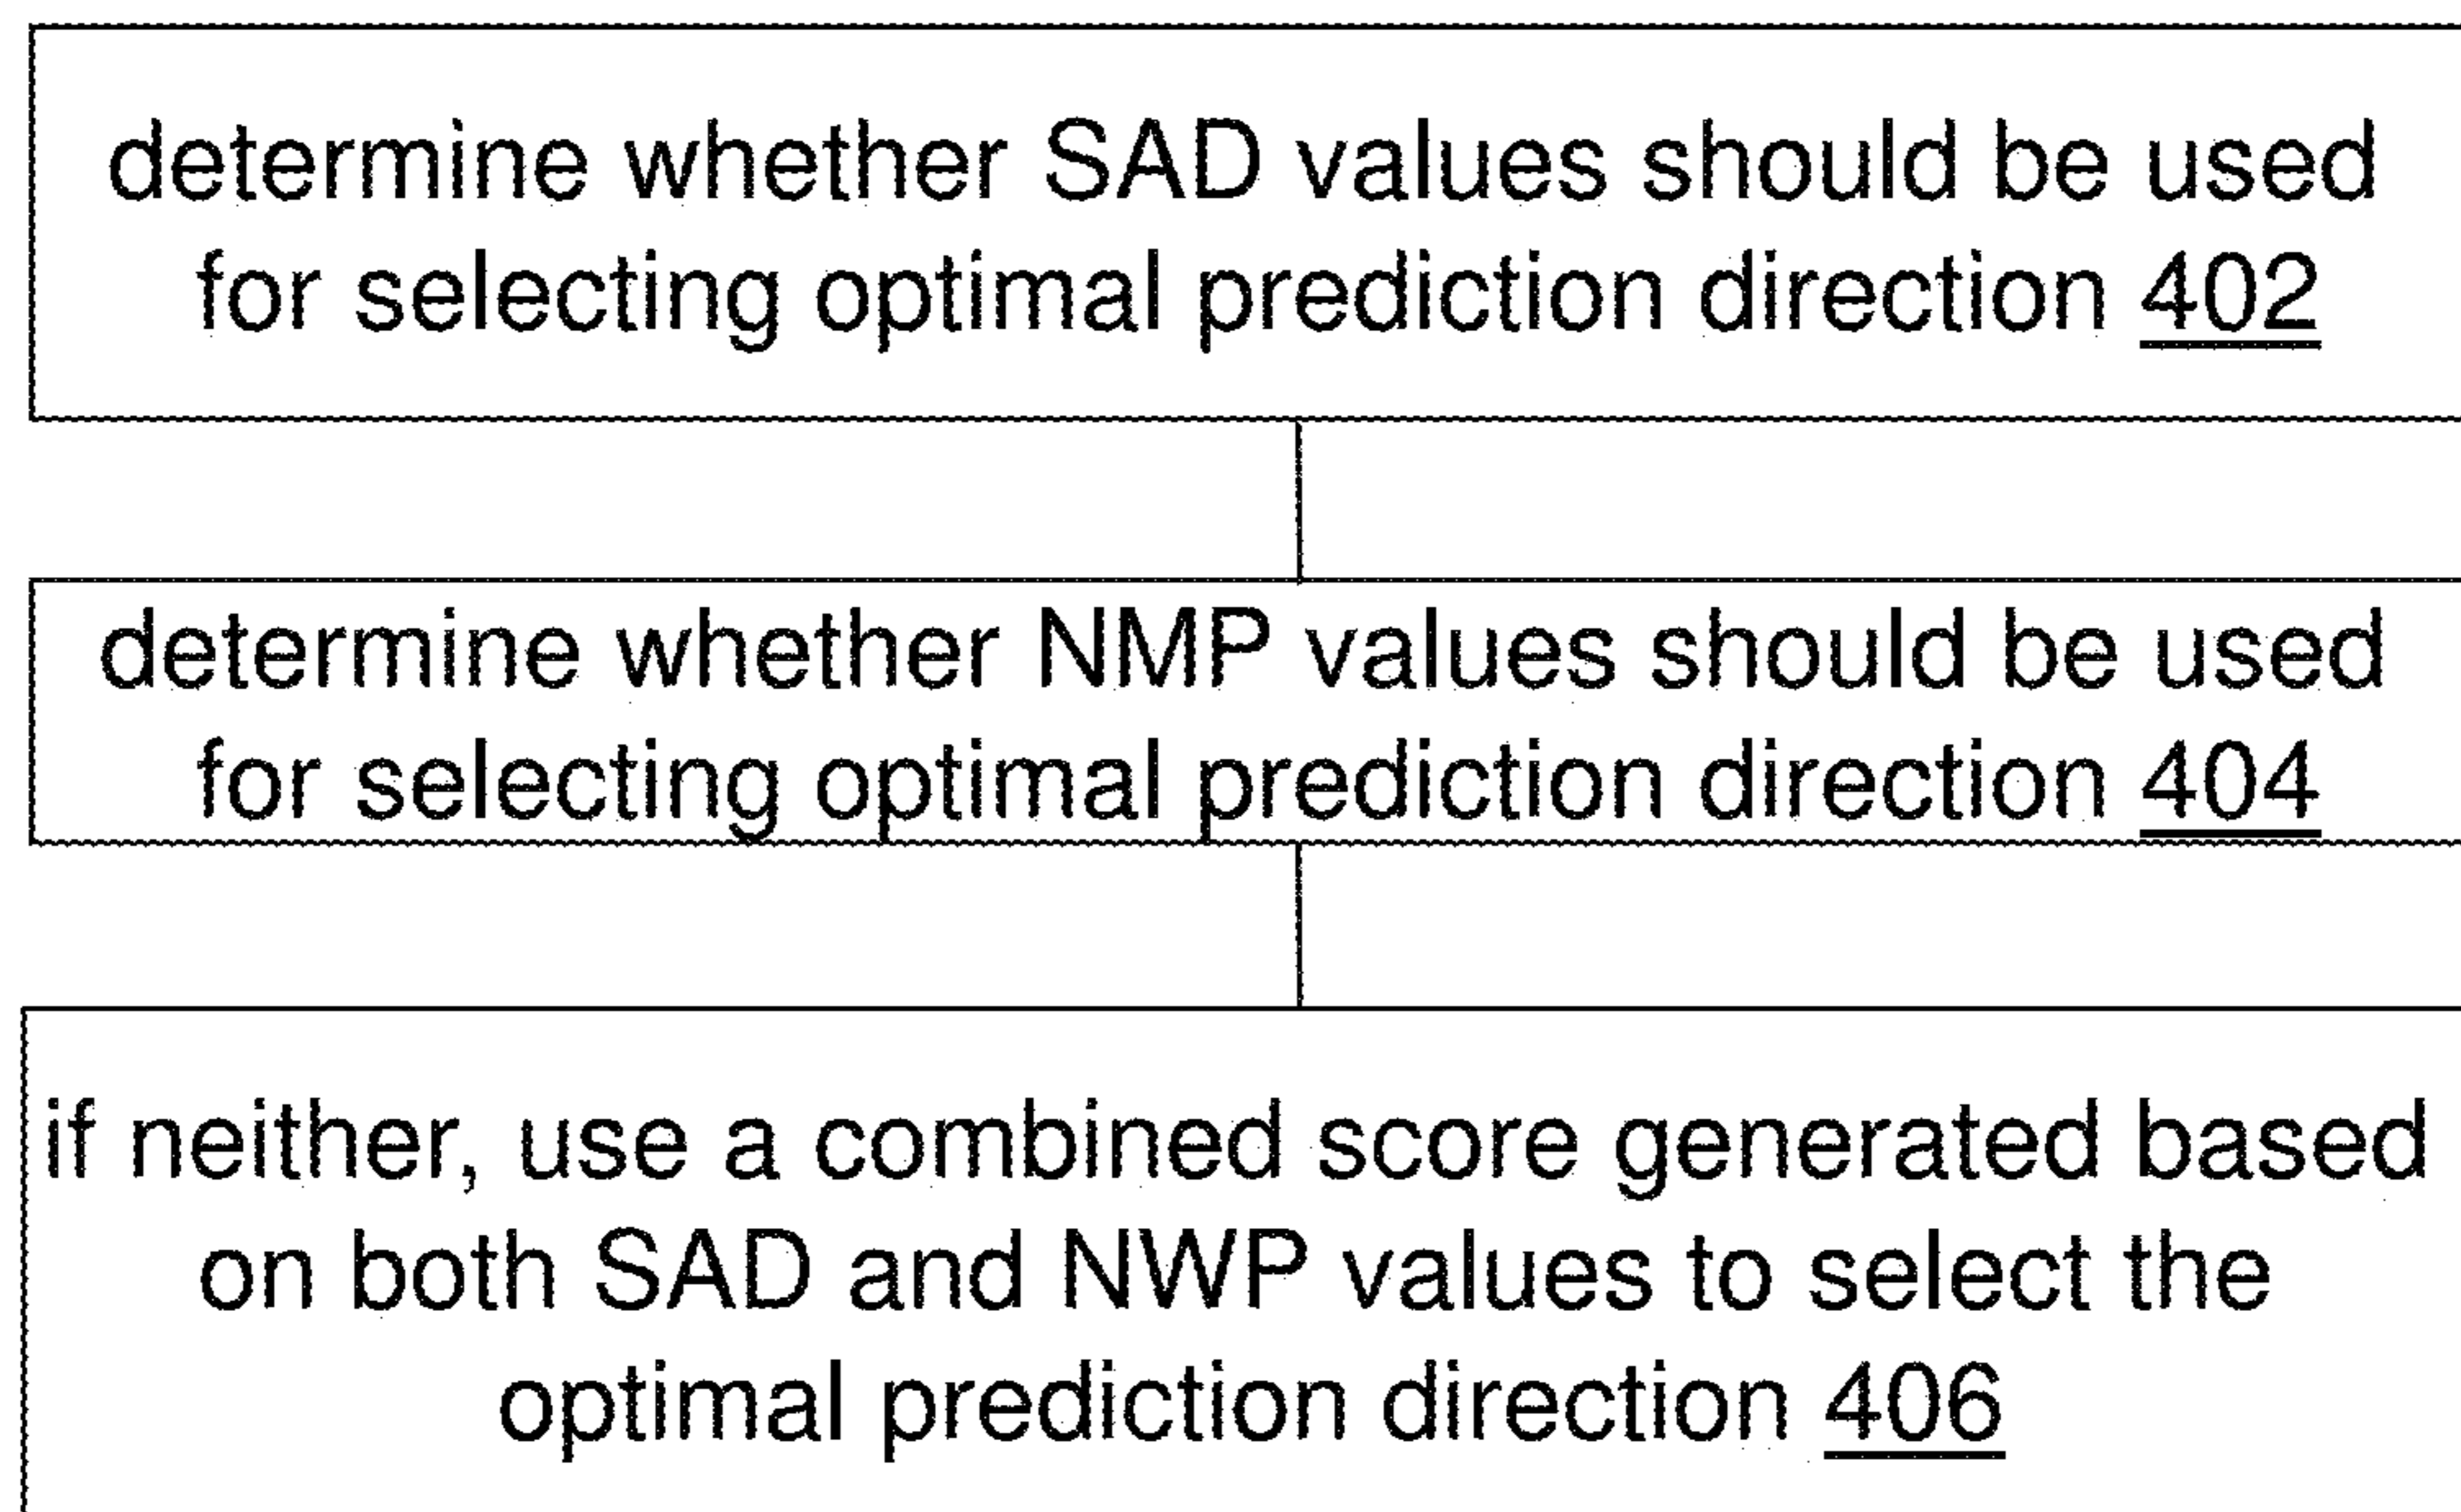 determine whether SAD values should be used
for selecting optimal prediction direction 402
determine whether NMP values should be used
for selecting optimal prediction direction 404
if neither, use a combined score generated based
on both SAD and NWP values to select the
optimal prediction direction 406